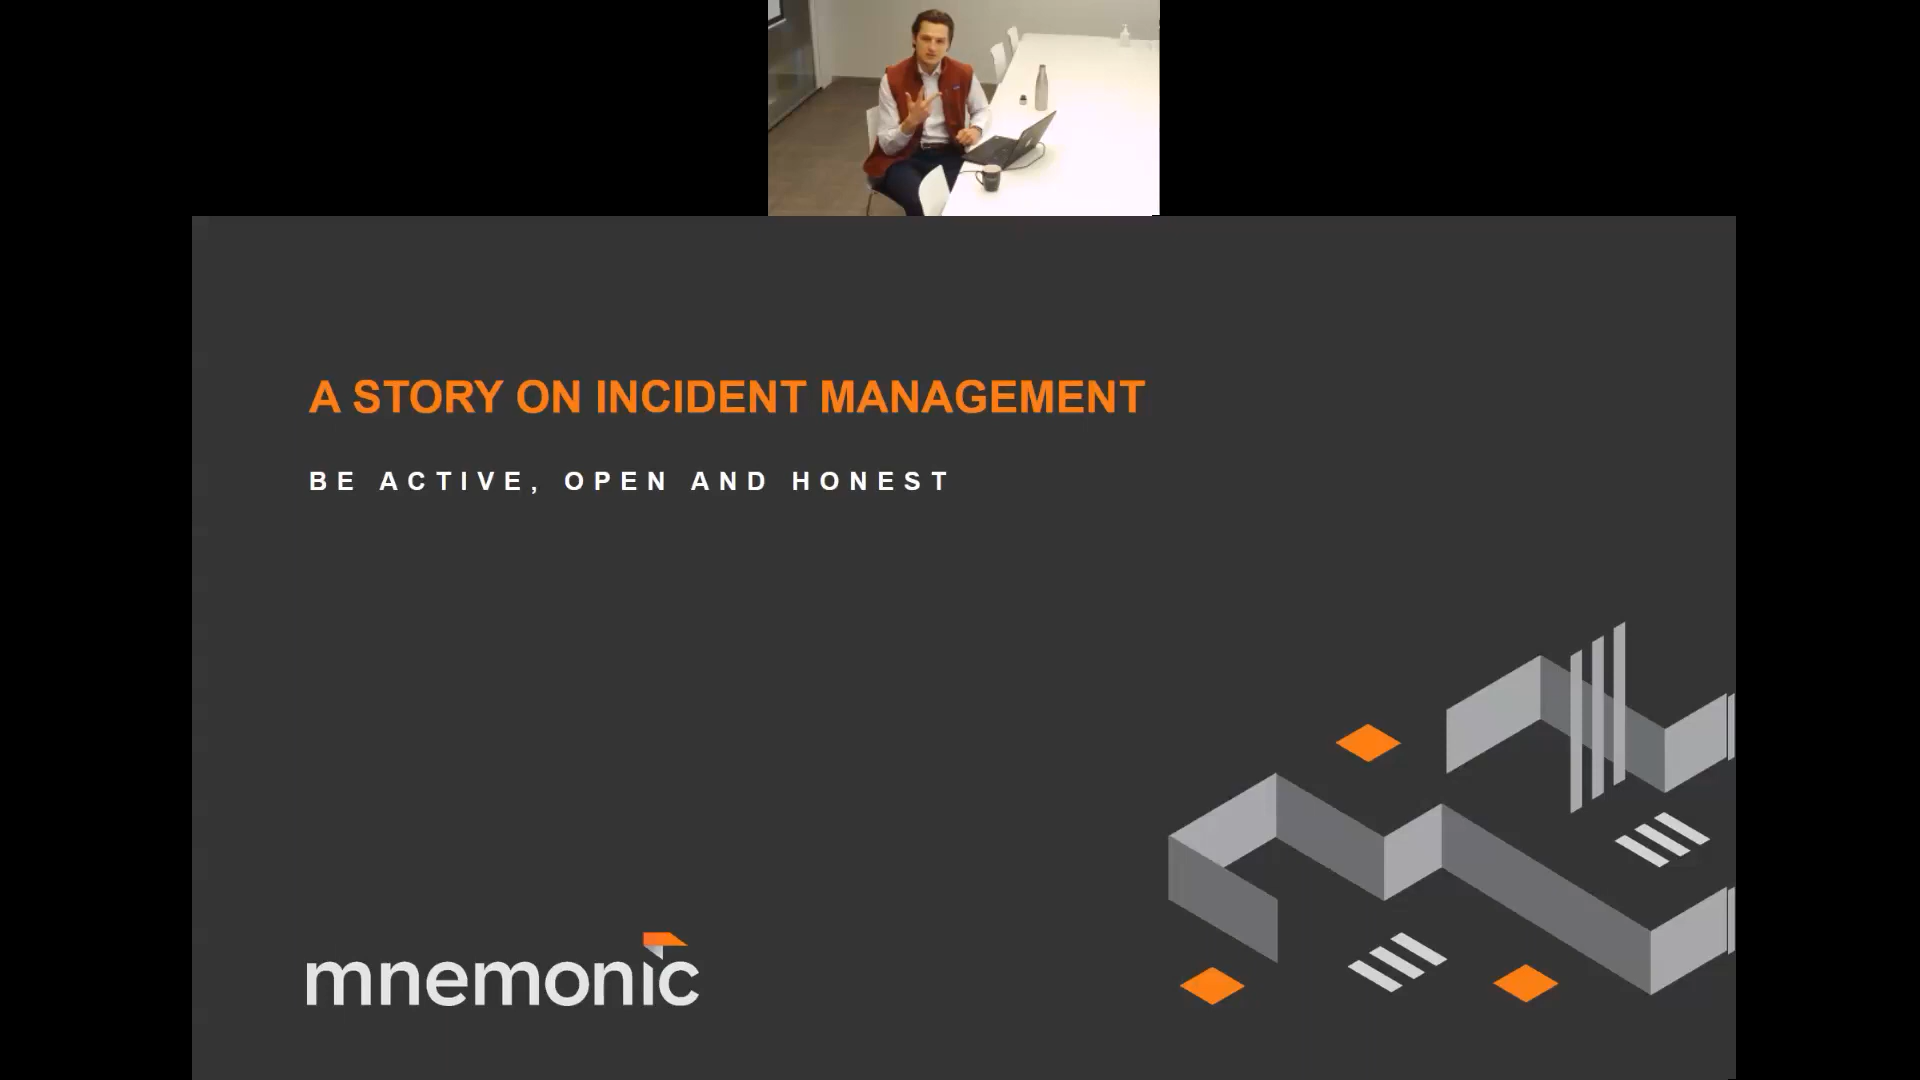 A STORY ON INCIDENT MANAGEMENT
BE ACTIVE, OPEN AND HONEST
mnemonic